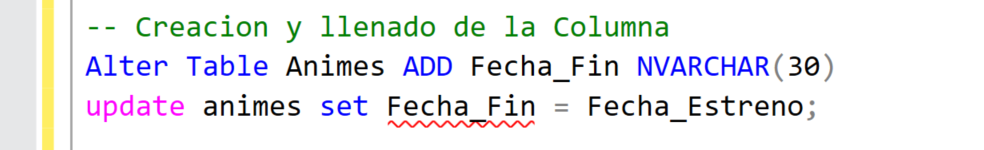 -- Creacion y llenado de la Columna
Alter Table Animes ADD Fecha_Fin NVARCHAR(30)
update animes set Fecha_Fin = Fecha_Estreno;